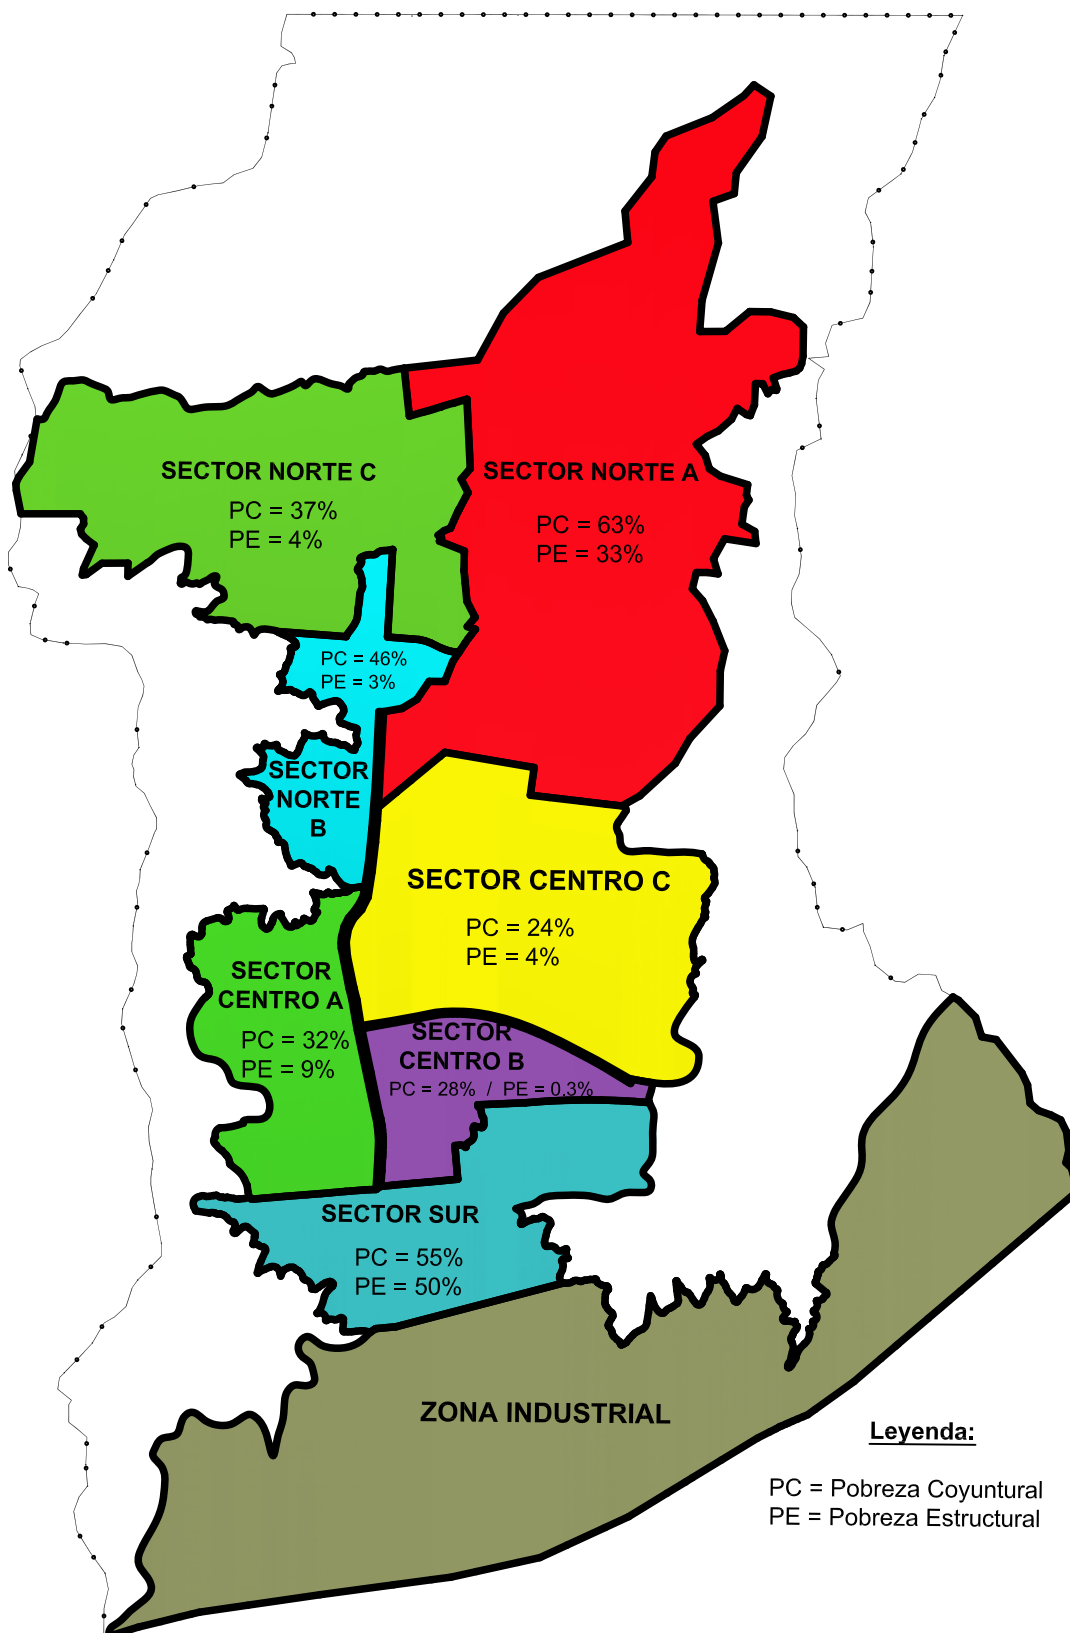 SECTOR NORTE C
PC = 37%
PE = 4%
SECTOR NORTE A
PC = 63%
PE = 33%
PC = 46%
PE = 3%
SECTOR
NORTE
B
SECTOR CENTRO C
PC = 24%
PE = 4%
SECTOR
CENTRO A
PC = 32%
PE = 9%
SECTOR
CENTRO B
PC = 28% / PE = 0.3%
SECTOR SUR
PC = 55%
PE = 50%
ZONA INDUSTRIAL
Leyenda:
PC = Pobreza Coyuntural
PE = Pobreza Estructural